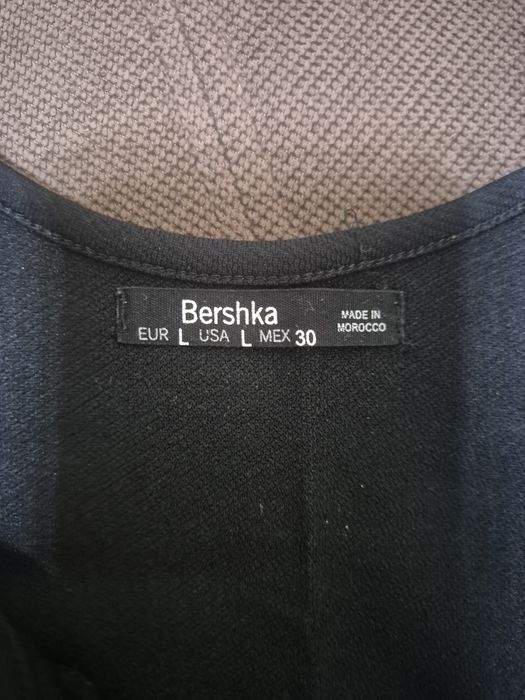 Bershka
EUR L USA L MEX 30
MADE IN
MOROCCO